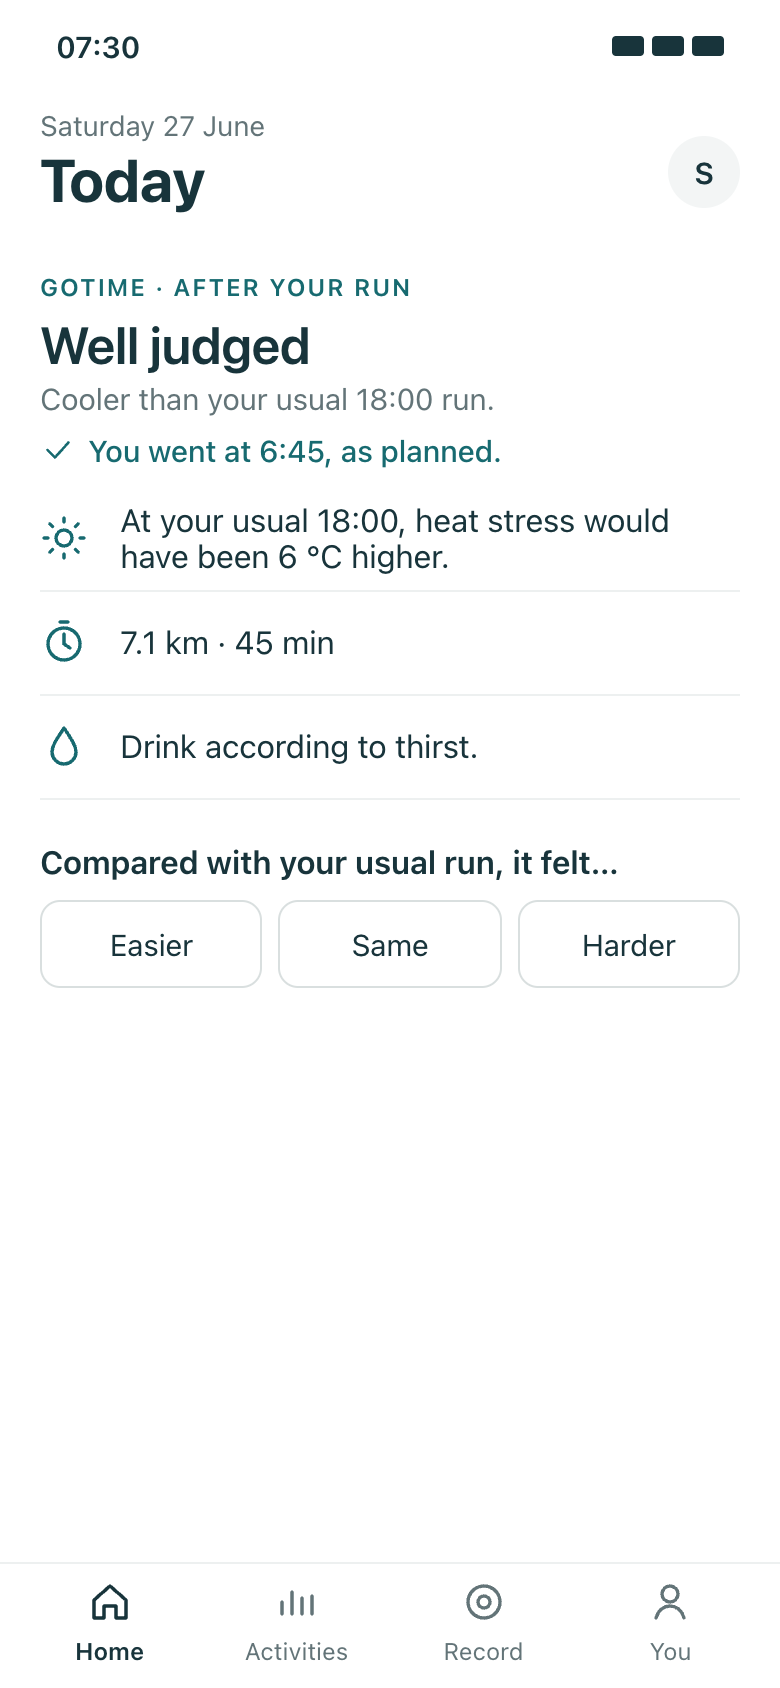 07:30
Saturday 27 June
Today
S
GOTIME · AFTER YOUR RUN
Well judged
Cooler than your usual 18:00 run.
You went at 6:45, as planned.
At your usual 18:00, heat stress would
have been 6 °C higher.
7.1 km · 45 min
Drink according to thirst.
Compared with your usual run, it felt...
Easier
Same
Harder
Home
Activities
Record
You